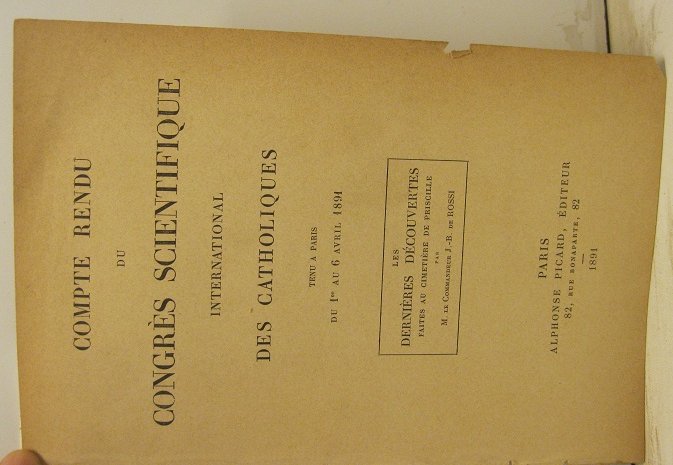 COMPTE RENDU
DU
CONGRÈS SCIENTIFIQUE
INTERNATIONAL
DES CATHOLIQUES
TENU A PARIS
DU 1er AU 6 AVRIL 1891
LES
DERNIÈRES DÉCOUVERTES
FAITES AU CIMETIÈRE DE PRISCILLE
PAR
M. LE COMMANDEUR J.-B. DE ROSSI
PARIS
ALPHONSE PICARD, ÉDITEUR
82, RUE BONAPARTE, 82
1891